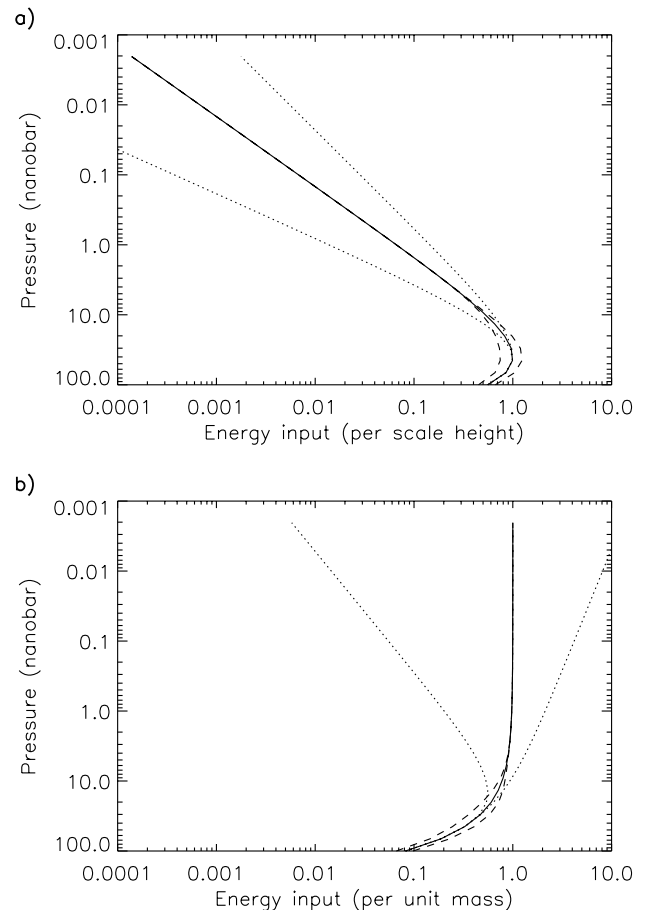 a)
0.001
0.01
0.1
1.0
10.0
100.0
Pressure (nanobar)
0.0001 0.001 0.01 0.1 1.0 10.0
Energy input (per scale height)
b)
0.001
0.01
0.1
1.0
10.0
100.0
Pressure (nanobar)
0.0001 0.001 0.01 0.1 1.0 10.0
Energy input (per unit mass)